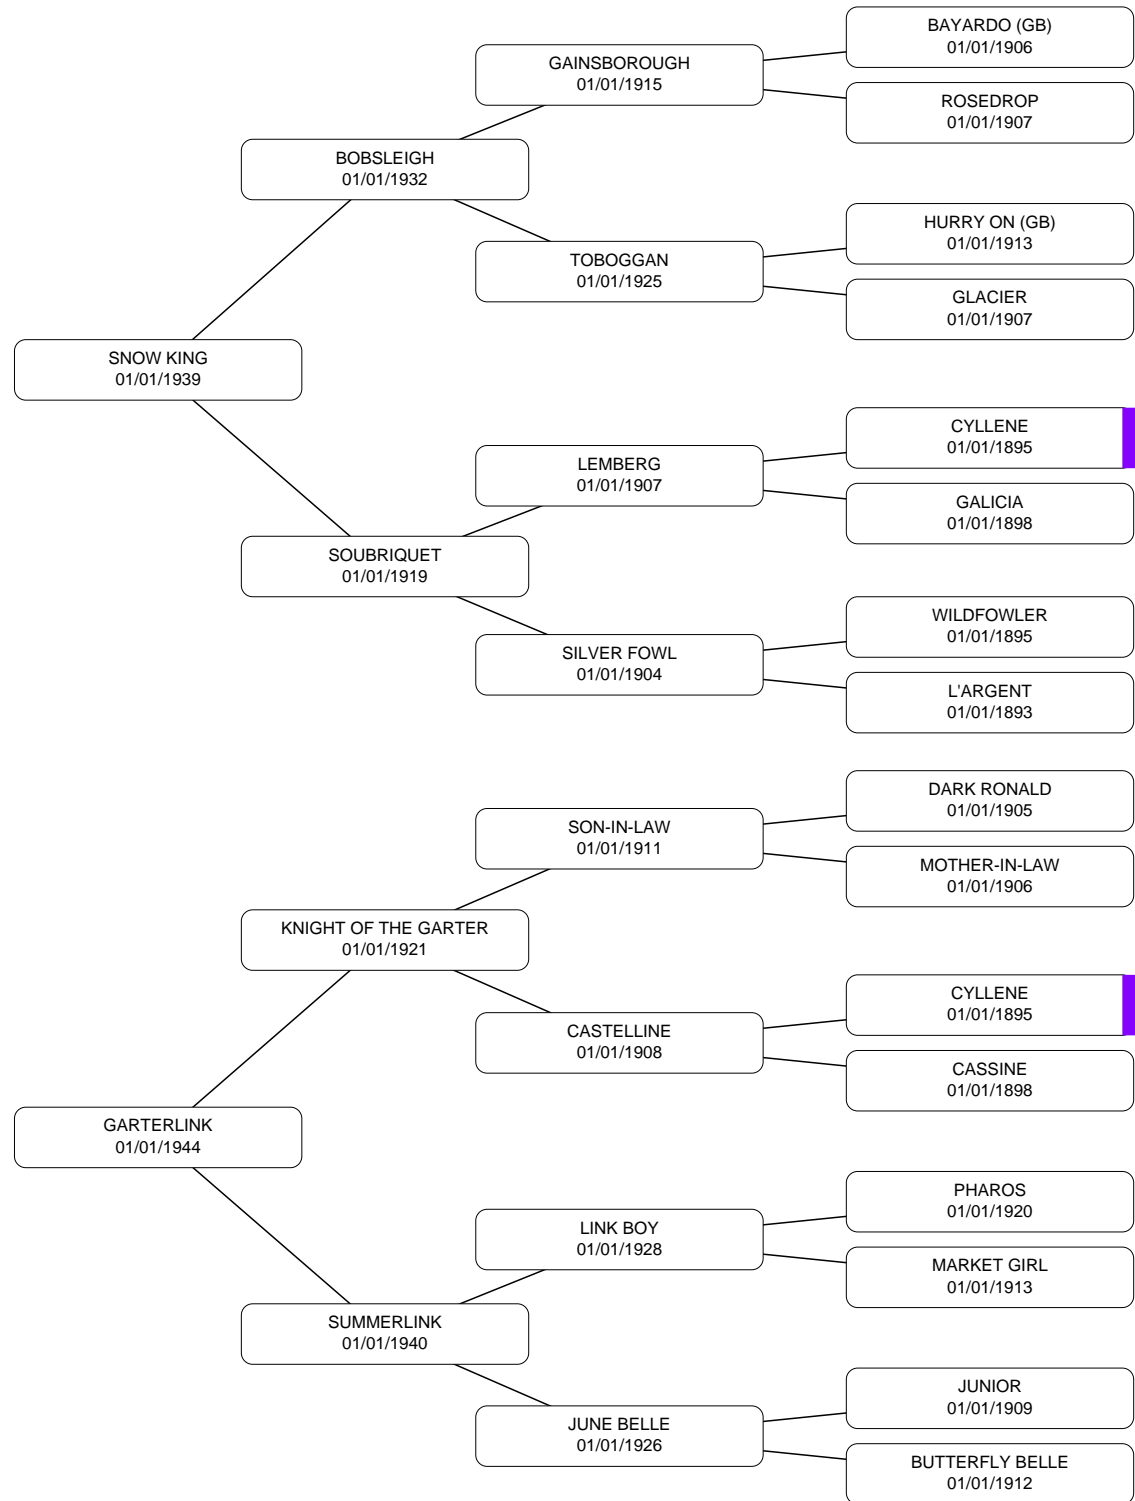 BAYARDO (GB)
01/01/1906
GAINSBOROUGH
01/01/1915
ROSEDROP
01/01/1907
BOBSLEIGH
01/01/1932
HURRY ON (GB)
01/01/1913
TOBOGGAN
01/01/1925
GLACIER
01/01/1907
SNOW KING
01/01/1939
CYLLENE
01/01/1895
LEMBERG
01/01/1907
GALICIA
01/01/1898
SOUBRIQUET
01/01/1919
WILDFOWLER
01/01/1895
SILVER FOWL
01/01/1904
L'ARGENT
01/01/1893
DARK RONALD
01/01/1905
SON-IN-LAW
01/01/1911
MOTHER-IN-LAW
01/01/1906
KNIGHT OF THE GARTER
01/01/1921
CYLLENE
01/01/1895
CASTELLINE
01/01/1908
CASSINE
01/01/1898
GARTERLINK
01/01/1944
PHAROS
01/01/1920
LINK BOY
01/01/1928
MARKET GIRL
01/01/1913
SUMMERLINK
01/01/1940
JUNIOR
01/01/1909
JUNE BELLE
01/01/1926
BUTTERFLY BELLE
01/01/1912